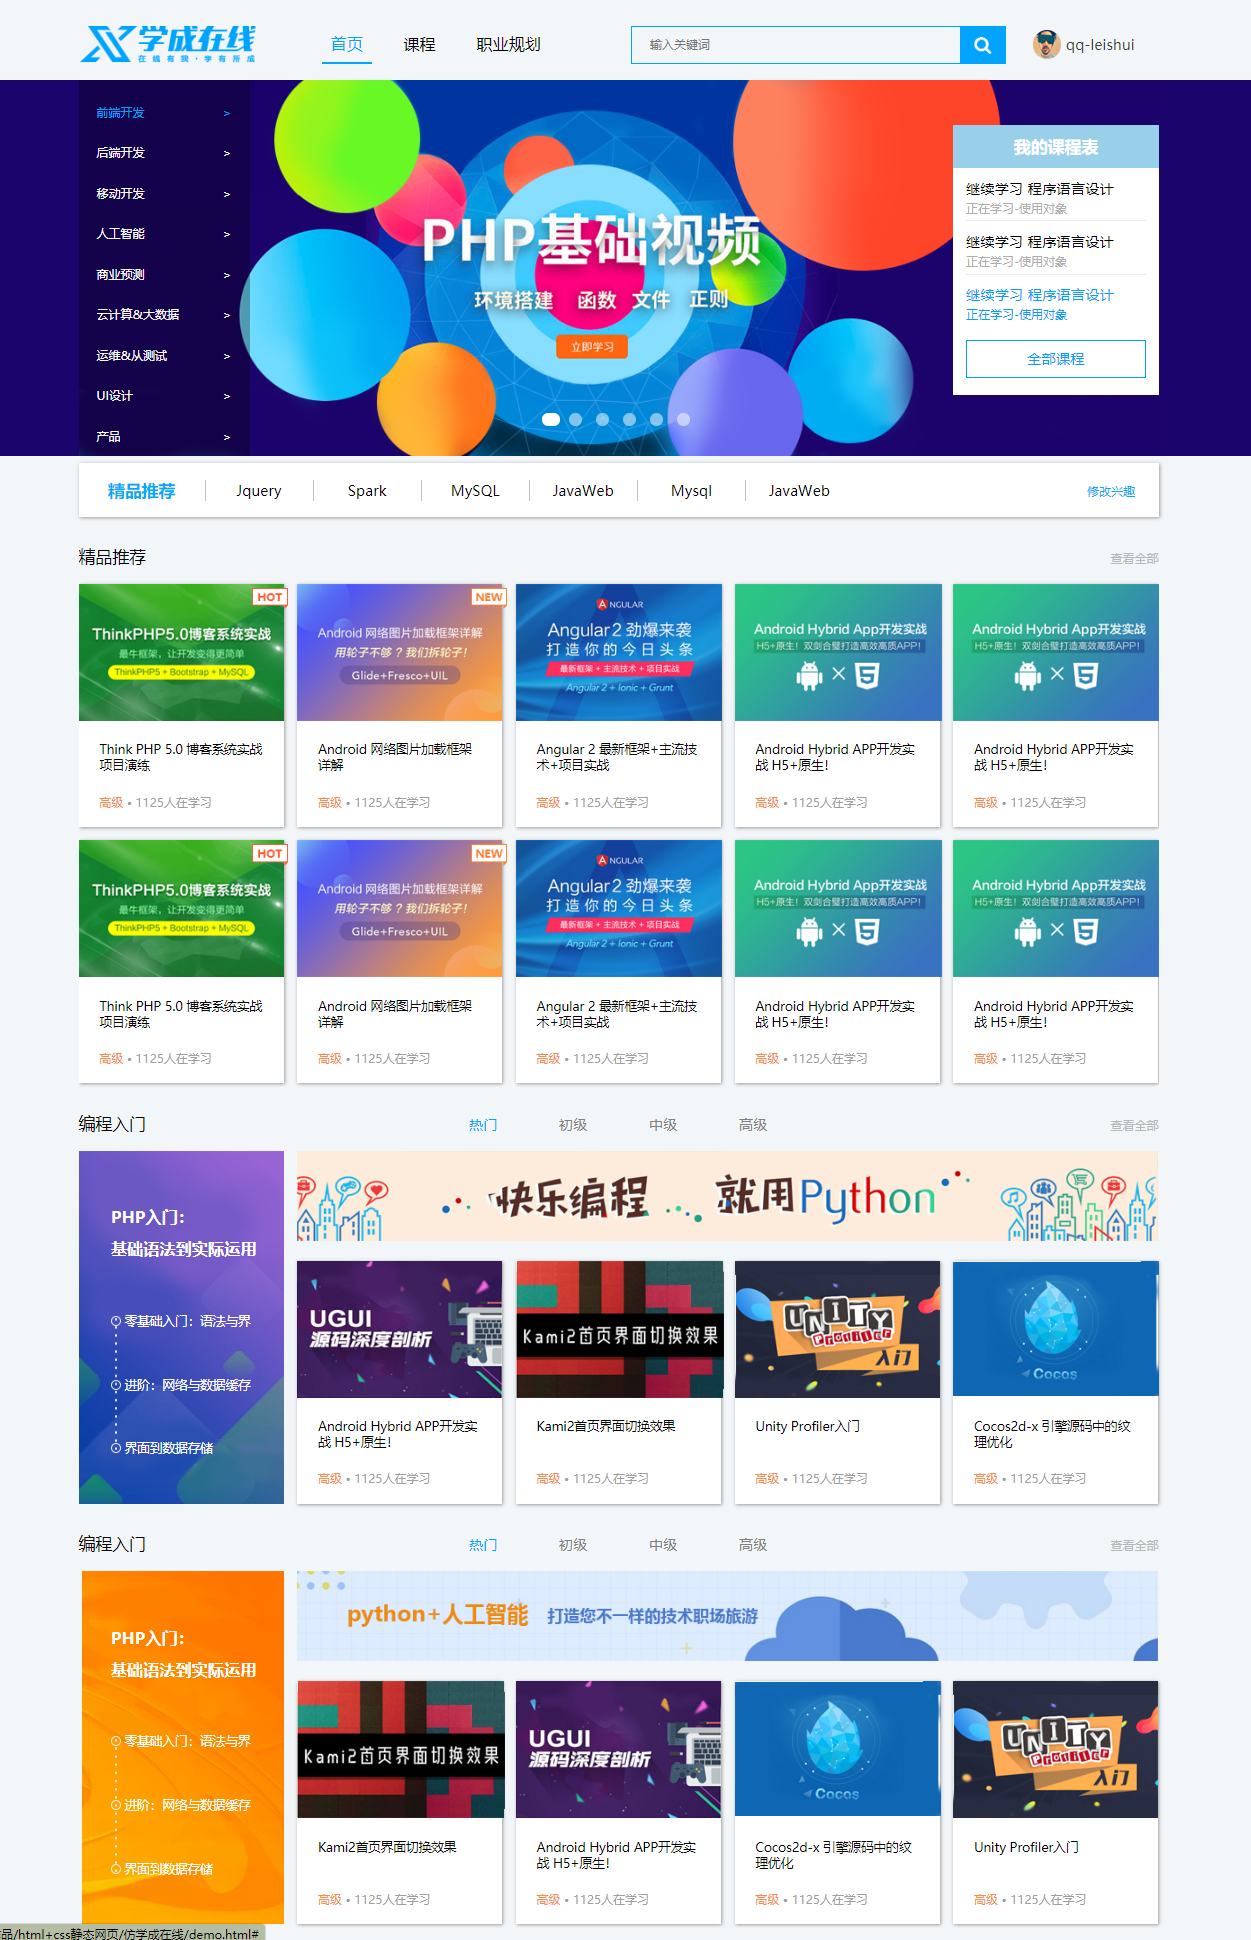 学成在线
在线有我·学有所成
首页 课程 职业规划
输入关键词
qq-leishui
前端开发 >
后端开发 >
移动开发 >
人工智能 >
商业预测 >
云计算&大数据 >
运维&从测试 >
UI设计 >
产品 >
PHP基础视频
环境搭建 函数 文件 正则
立即学习
我的课程表
继续学习 程序语言设计
正在学习-使用对象
继续学习 程序语言设计
正在学习-使用对象
继续学习 程序语言设计
正在学习-使用对象
全部课程
精品推荐 Jquery Spark MySQL JavaWeb Mysql JavaWeb 修改兴趣
精品推荐 查看全部
HOT
ThinkPHP5.0博客系统实战
最牛框架，让开发变得更简单
ThinkPHP5 + Bootstrap + MySQL
Think PHP 5.0 博客系统实战
项目演练
高级 • 1125人在学习
NEW
Android 网络图片加载框架详解
用轮子不够？我们拆轮子！
Glide+Fresco+UIL
Android 网络图片加载框架
详解
高级 • 1125人在学习
ANGULAR
Angular 2 劲爆来袭
打造你的今日头条
最新框架 + 主流技术 + 项目实战
Angular 2 + Ionic + Grunt
Angular 2 最新框架+主流技
术+项目实战
高级 • 1125人在学习
Android Hybrid App开发实战
H5+原生！双剑合璧打造高效高质APP！
Android Hybrid APP开发实
战 H5+原生！
高级 • 1125人在学习
Android Hybrid App开发实战
H5+原生！双剑合璧打造高效高质APP！
Android Hybrid APP开发实
战 H5+原生！
高级 • 1125人在学习
HOT
ThinkPHP5.0博客系统实战
最牛框架，让开发变得更简单
ThinkPHP5 + Bootstrap + MySQL
Think PHP 5.0 博客系统实战
项目演练
高级 • 1125人在学习
NEW
Android 网络图片加载框架详解
用轮子不够？我们拆轮子！
Glide+Fresco+UIL
Android 网络图片加载框架
详解
高级 • 1125人在学习
ANGULAR
Angular 2 劲爆来袭
打造你的今日头条
最新框架 + 主流技术 + 项目实战
Angular 2 + Ionic + Grunt
Angular 2 最新框架+主流技
术+项目实战
高级 • 1125人在学习
Android Hybrid App开发实战
H5+原生！双剑合璧打造高效高质APP！
Android Hybrid APP开发实
战 H5+原生！
高级 • 1125人在学习
Android Hybrid App开发实战
H5+原生！双剑合璧打造高效高质APP！
Android Hybrid APP开发实
战 H5+原生！
高级 • 1125人在学习
编程入门 热门 初级 中级 高级 查看全部
PHP入门：
基础语法到实际运用
零基础入门：语法与界
进阶：网络与数据缓存
界面到数据存储
快乐编程 就用Python
UGUI
源码深度剖析
Android Hybrid APP开发实
战 H5+原生！
高级 • 1125人在学习
Kami2首页界面切换效果
Kami2首页界面切换效果
高级 • 1125人在学习
UNITY
Profiler
入门
Unity Profiler入门
高级 • 1125人在学习
Cocos
Cocos2d-x 引擎源码中的纹
理优化
高级 • 1125人在学习
编程入门 热门 初级 中级 高级 查看全部
PHP入门：
基础语法到实际运用
零基础入门：语法与界
进阶：网络与数据缓存
界面到数据存储
python+人工智能 打造您不一样的技术职场旅游
Kami2首页界面切换效果
Kami2首页界面切换效果
高级 • 1125人在学习
UGUI
源码深度剖析
Android Hybrid APP开发实
战 H5+原生！
高级 • 1125人在学习
Cocos
Cocos2d-x 引擎源码中的纹
理优化
高级 • 1125人在学习
UNITY
Profiler
入门
Unity Profiler入门
高级 • 1125人在学习
品/html+css静态网页/仿学成在线/demo.html#